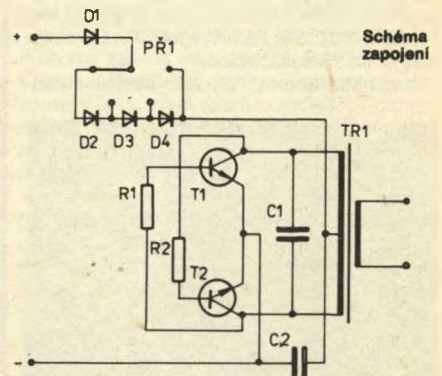 D1
+
PŘ1
Schéma
zapojení
D2 D3 D4
TR1
R1
T1
C1
R2
T2
C2
-